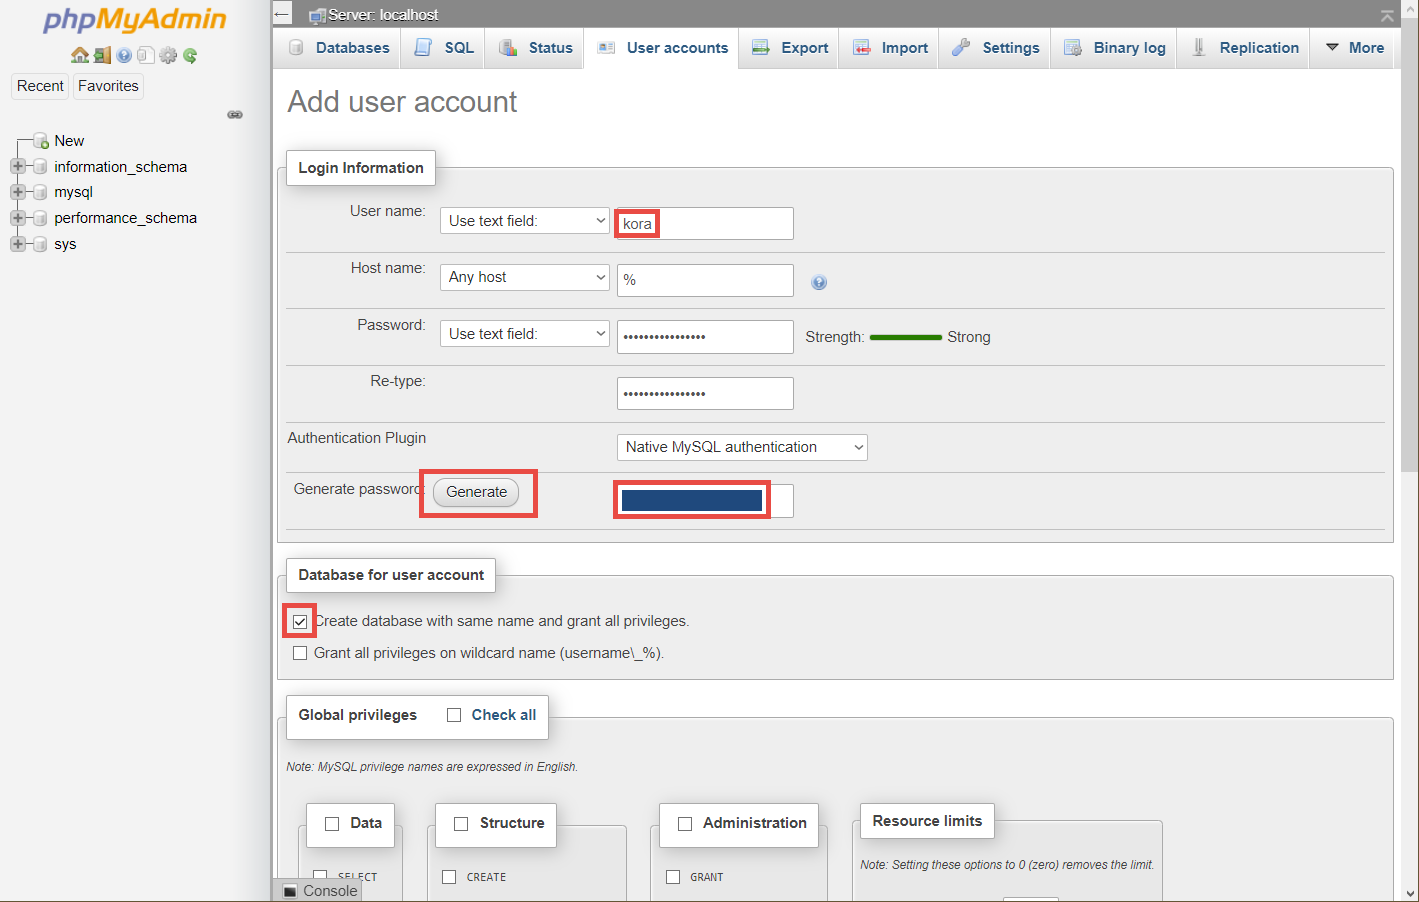 phpMyAdmin
Recent Favorites
New
information_schema
mysql
performance_schema
sys
Server: localhost
Databases SQL Status User accounts Export Import Settings Binary log Replication More
Add user account
Login Information
User name: Use text field: kora
Host name: Any host %
Password: Use text field: •••••••••••••••• Strength: Strong
Re-type: ••••••••••••••••
Authentication Plugin Native MySQL authentication
Generate password: Generate
Database for user account
Create database with same name and grant all privileges.
Grant all privileges on wildcard name (username\_%).
Global privileges Check all
Note: MySQL privilege names are expressed in English.
Data Structure Administration Resource limits
Note: Setting these options to 0 (zero) removes the limit.
SELECT CREATE GRANT
Console